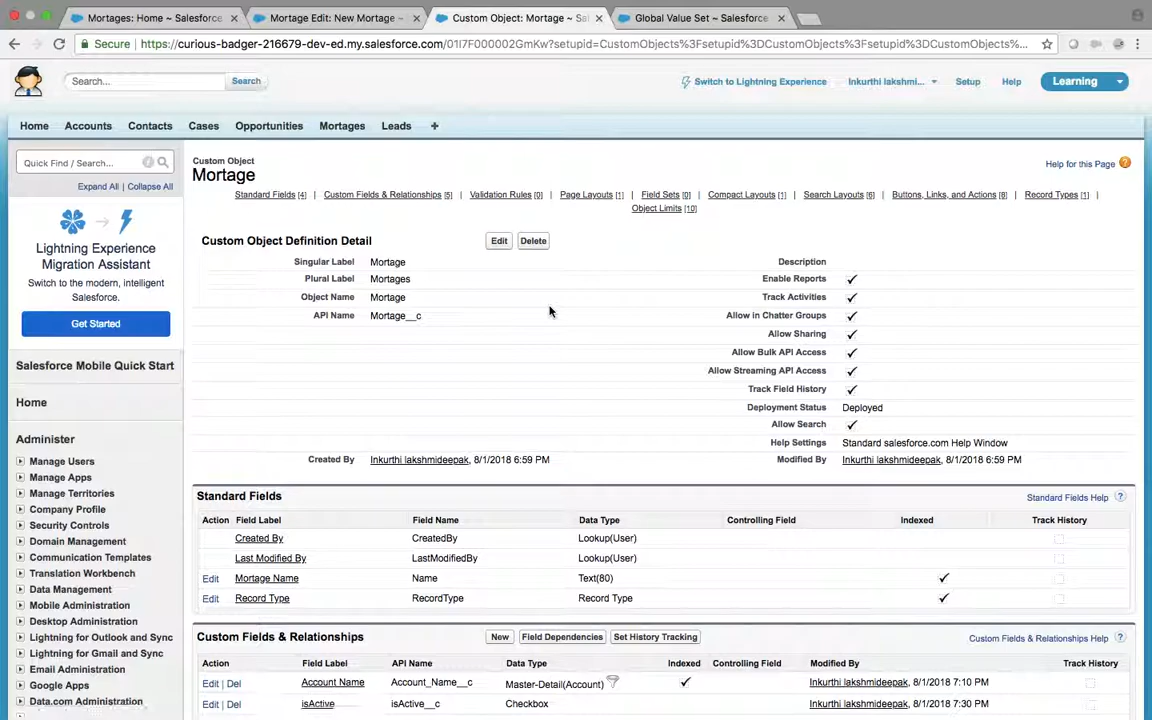 Mortages: Home ~ Salesforce × Mortage Edit: New Mortage ~ × Custom Object: Mortage ~ Sal × Global Value Set ~ Salesforce ×
Secure | https://curious-badger-216679-dev-ed.my.salesforce.com/01I7F000002GmKw?setupid=CustomObjects%3Fsetupid%3DCustomObjects%3Fsetupid%3DCustomObjects%...
Search... Search Switch to Lightning Experience Inkurthi lakshmi... Setup Help Learning
Home Accounts Contacts Cases Opportunities Mortages Leads +
Quick Find / Search...
Expand All | Collapse All
Lightning Experience
Migration Assistant
Switch to the modern, intelligent
Salesforce.
Get Started
Salesforce Mobile Quick Start
Home
Administer
Manage Users
Manage Apps
Manage Territories
Company Profile
Security Controls
Domain Management
Communication Templates
Translation Workbench
Data Management
Mobile Administration
Desktop Administration
Lightning for Outlook and Sync
Lightning for Gmail and Sync
Email Administration
Google Apps
Data.com Administration
Custom Object
Mortage
Help for this Page
Standard Fields [4] | Custom Fields & Relationships [5] | Validation Rules [0] | Page Layouts [1] | Field Sets [0] | Compact Layouts [1] | Search Layouts [6] | Buttons, Links, and Actions [8] | Record Types [1] |
Object Limits [10]
Custom Object Definition Detail Edit Delete
Singular Label Mortage Description
Plural Label Mortages Enable Reports ✓
Object Name Mortage Track Activities ✓
API Name Mortage__c Allow in Chatter Groups ✓
Allow Sharing ✓
Allow Bulk API Access ✓
Allow Streaming API Access ✓
Track Field History ✓
Deployment Status Deployed
Allow Search ✓
Help Settings Standard salesforce.com Help Window
Created By Inkurthi lakshmideepak, 8/1/2018 6:59 PM Modified By Inkurthi lakshmideepak, 8/1/2018 6:59 PM
Standard Fields Standard Fields Help ?
Action Field Label Field Name Data Type Controlling Field Indexed Track History
Created By CreatedBy Lookup(User)
Last Modified By LastModifiedBy Lookup(User)
Edit Mortage Name Name Text(80) ✓
Edit Record Type RecordType Record Type ✓
Custom Fields & Relationships New Field Dependencies Set History Tracking Custom Fields & Relationships Help ?
Action Field Label API Name Data Type Indexed Controlling Field Modified By Track History
Edit | Del Account Name Account_Name__c Master-Detail(Account) ✓ Inkurthi lakshmideepak, 8/1/2018 7:10 PM
Edit | Del isActive isActive__c Checkbox Inkurthi lakshmideepak, 8/1/2018 7:30 PM